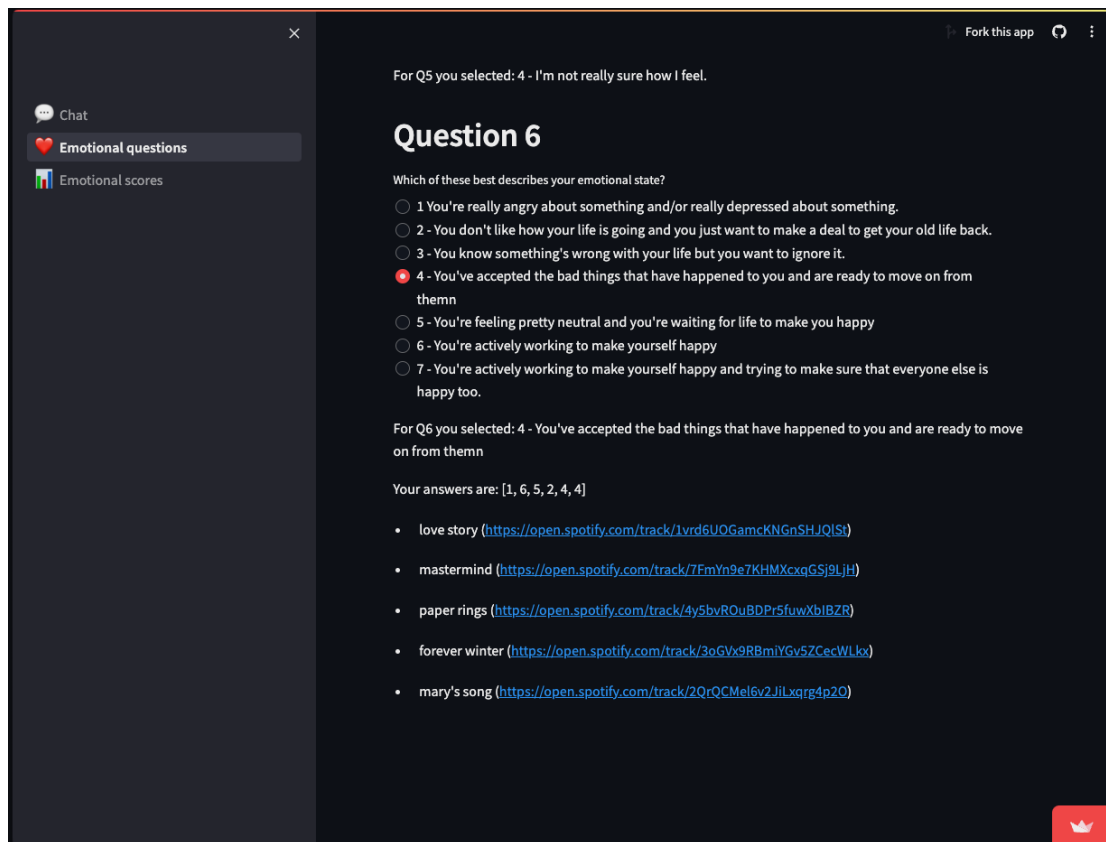 Fork this app
Chat
Emotional questions
Emotional scores
For Q5 you selected: 4 - I'm not really sure how I feel.
Question 6
Which of these best describes your emotional state?
1 You're really angry about something and/or really depressed about something.
2 - You don't like how your life is going and you just want to make a deal to get your old life back.
3 - You know something's wrong with your life but you want to ignore it.
4 - You've accepted the bad things that have happened to you and are ready to move on from
themn
5 - You're feeling pretty neutral and you're waiting for life to make you happy
6 - You're actively working to make yourself happy
7 - You're actively working to make yourself happy and trying to make sure that everyone else is
happy too.
For Q6 you selected: 4 - You've accepted the bad things that have happened to you and are ready to move
on from themn
Your answers are: [1, 6, 5, 2, 4, 4]
• love story (https://open.spotify.com/track/1vrd6UOGamcKNGnSHJQlSt)
• mastermind (https://open.spotify.com/track/7FmYn9e7KHMXcxqGSj9LjH)
• paper rings (https://open.spotify.com/track/4y5bvROuBDPr5fuwXbIBZR)
• forever winter (https://open.spotify.com/track/3oGVx9RBmiYGv5ZCecWLkx)
• mary's song (https://open.spotify.com/track/2QrQCMel6v2JiLxqrg4p2O)